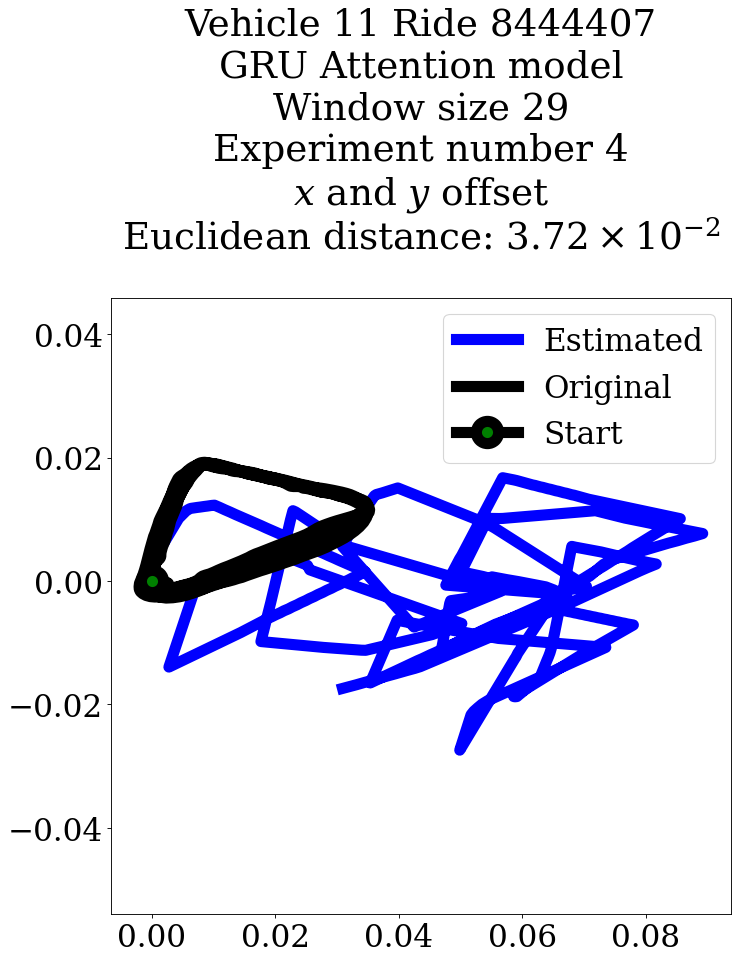 Vehicle 11 Ride 8444407
GRU Attention model
Window size 29
Experiment number 4
x and y offset
Euclidean distance: 3.72 × 10⁻²
Estimated
Original
Start
0.04
0.02
0.00
−0.02
−0.04
0.00 0.02 0.04 0.06 0.08